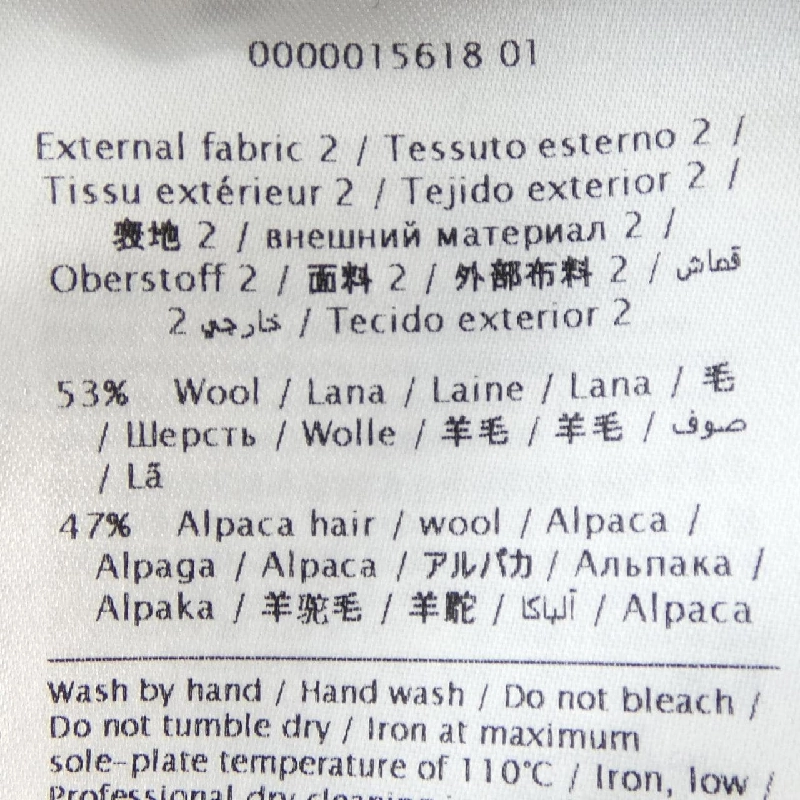 0000015618 01
External fabric 2 / Tessuto esterno 2 /
Tissu extérieur 2 / Tejido exterior 2 /
表地 2 / внешний материал 2 /
Oberstoff 2 / 面料 2 / 外部布料 2 / قماش
خارجي 2 / Tecido exterior 2
53% Wool / Lana / Laine / Lana / 毛
/ Шерсть / Wolle / 羊毛 / 羊毛 / صوف
/ Lã
47% Alpaca hair / wool / Alpaca /
Alpaga / Alpaca / アルパカ / Альпака /
Alpaka / 羊驼毛 / 羊駝 / ألباكا / Alpaca
Wash by hand / Hand wash / Do not bleach /
Do not tumble dry / Iron at maximum
sole-plate temperature of 110°C / Iron, low /
Professional dry cleaning